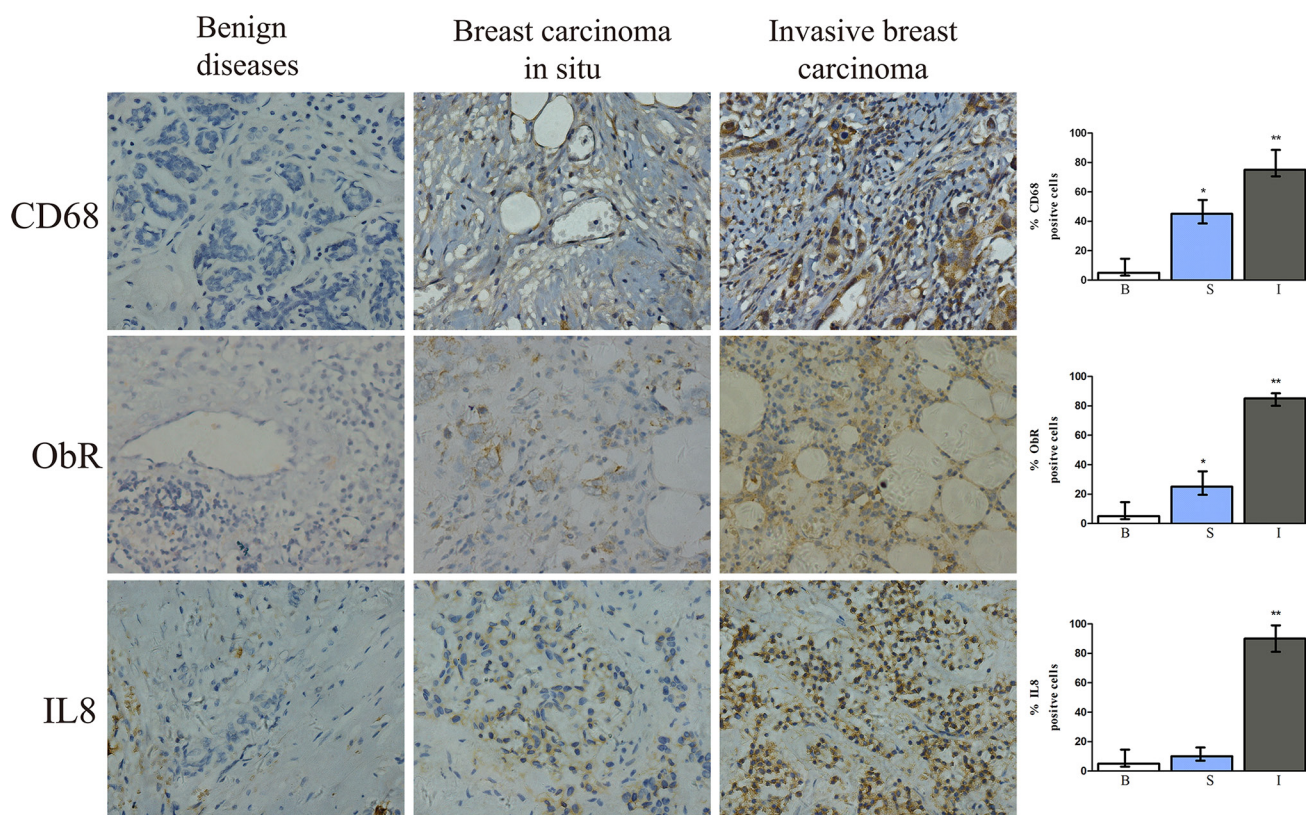 Benign
diseases
Breast carcinoma
in situ
Invasive breast
carcinoma
CD68
% CD68
positve cells
100
80
60
40
20
0
*
**
B
S
I
ObR
% ObR
positve cells
100
80
60
40
20
0
*
**
B
S
I
IL8
% IL8
positve cells
100
80
60
40
20
0
**
B
S
I